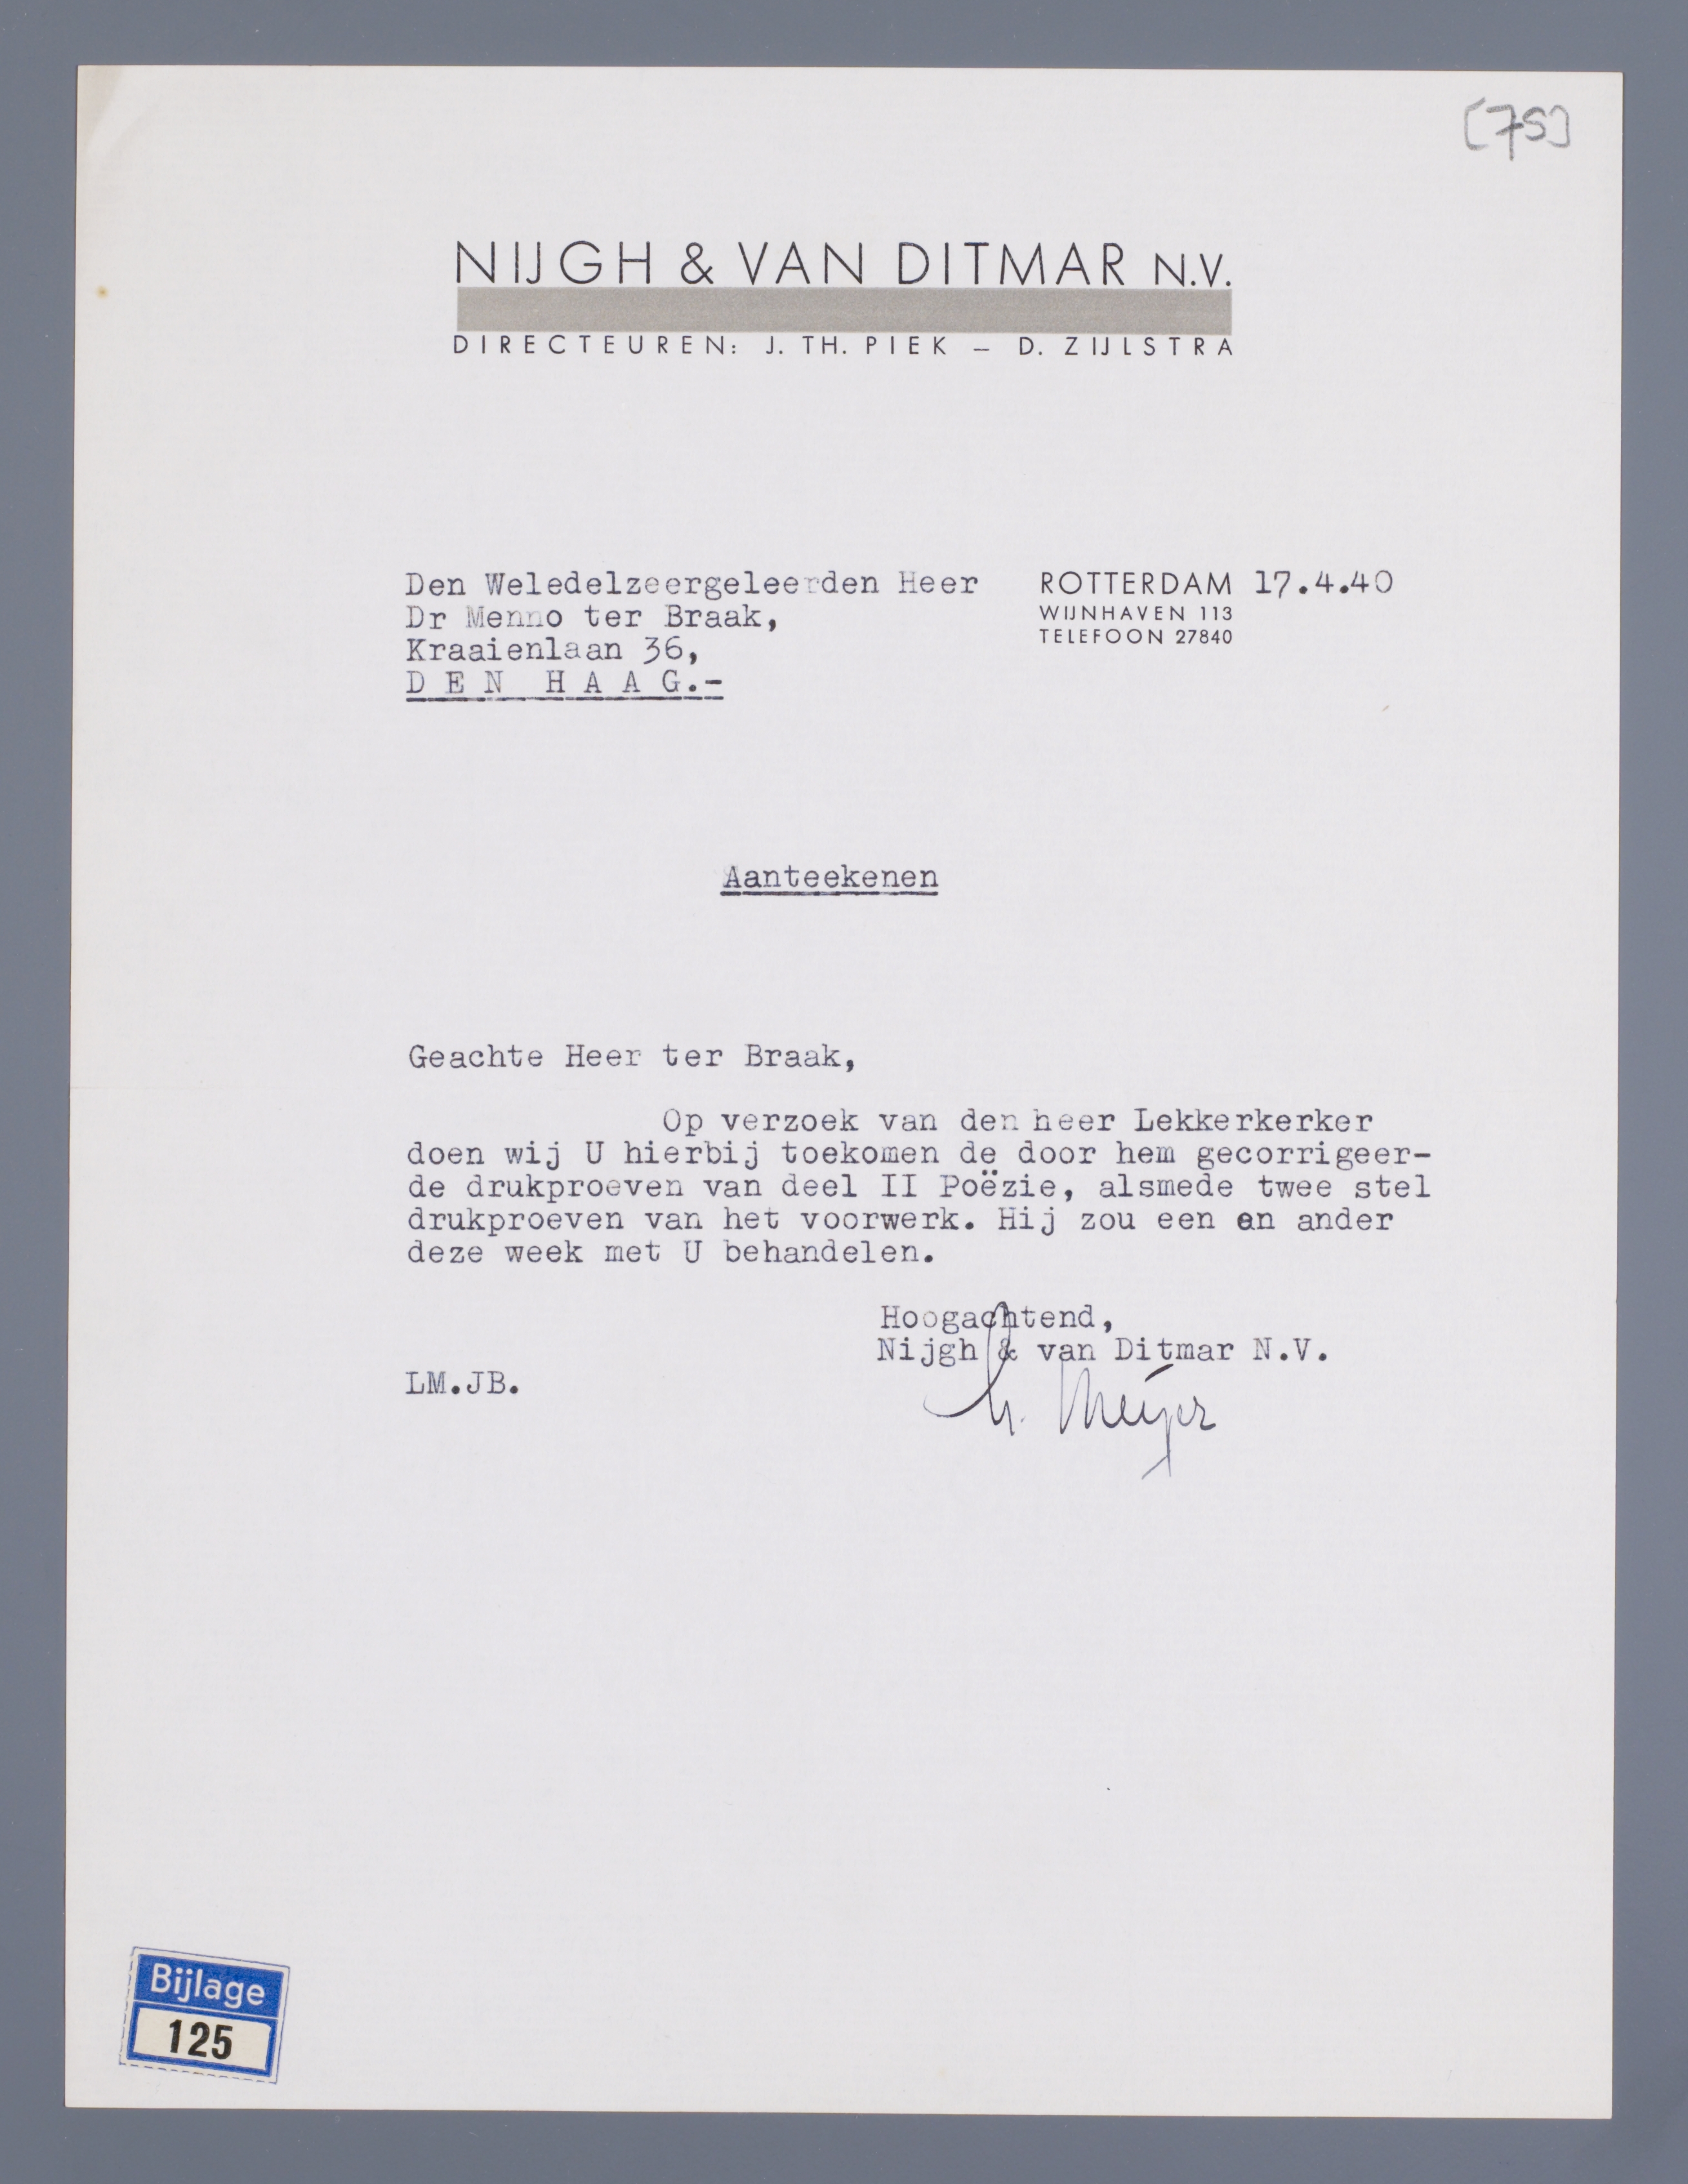 [75]
NIJGH & VAN DITMAR N.V.
DIRECTEUREN: J. TH. PIEK – D. ZIJLSTRA
Den Weledelzeergeleerden Heer
Dr Menno ter Braak,
Kraaienlaan 36,
DEN HAAG.-
ROTTERDAM 17.4.40
WIJNHAVEN 113
TELEFOON 27840
Aanteekenen
Geachte Heer ter Braak,
Op verzoek van den heer Lekkerkerker
doen wij U hierbij toekomen de door hem gecorrigeer-
de drukproeven van deel II Poëzie, alsmede twee stel
drukproeven van het voorwerk. Hij zou een en ander
deze week met U behandelen.
Hoogachtend,
Nijgh & van Ditmar N.V.
LM.JB.
Meijer
Bijlage
125